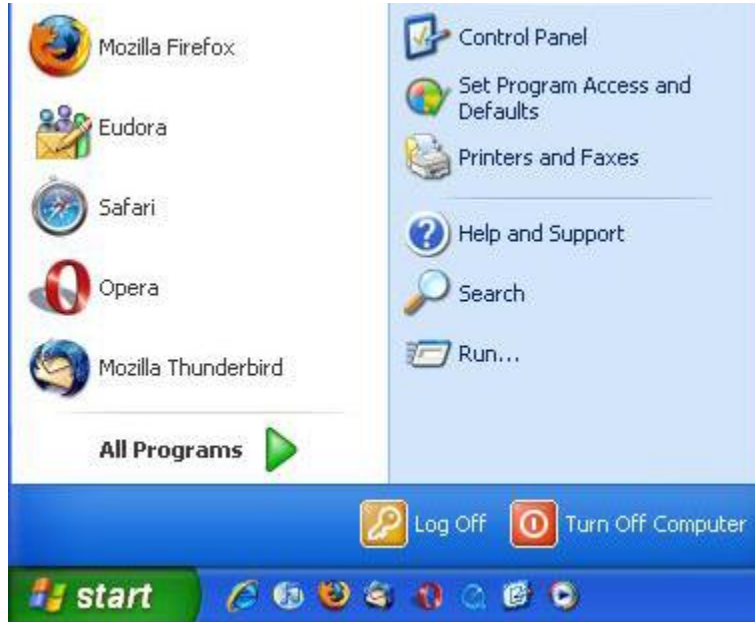 Mozilla Firefox
Eudora
Safari
Opera
Mozilla Thunderbird
All Programs
Control Panel
Set Program Access and
Defaults
Printers and Faxes
Help and Support
Search
Run...
Log Off
Turn Off Computer
start